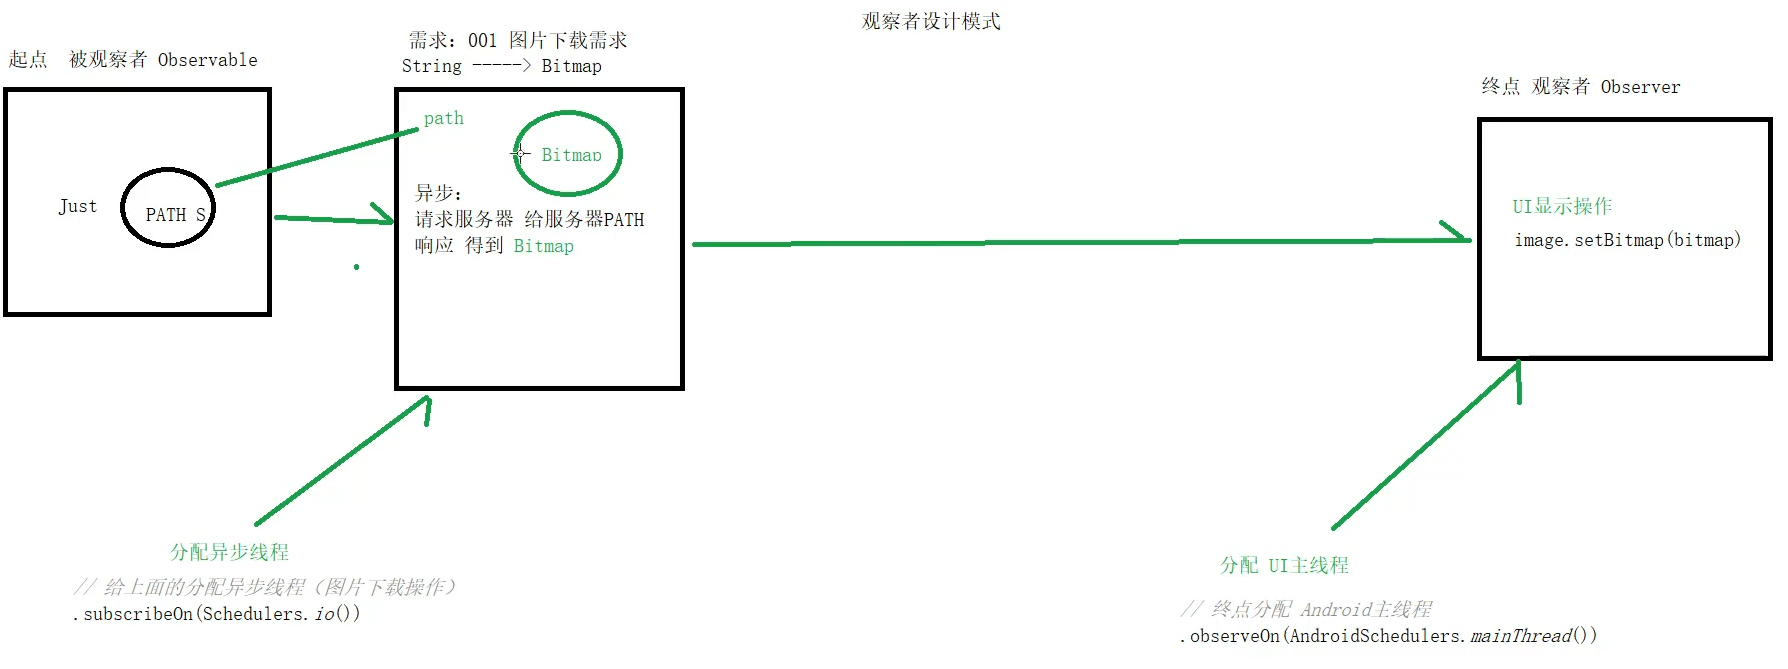 观察者设计模式
起点 被观察者 Observable
Just
PATH S
需求：001 图片下载需求
String -----> Bitmap
path
Bitmap
异步：
请求服务器 给服务器PATH
响应 得到 Bitmap
终点 观察者 Observer
UI显示操作
image.setBitmap(bitmap)
分配异步线程
// 给上面的分配异步线程（图片下载操作）
.subscribeOn(Schedulers.io())
分配 UI主线程
// 终点分配 Android主线程
.observeOn(AndroidSchedulers.mainThread())